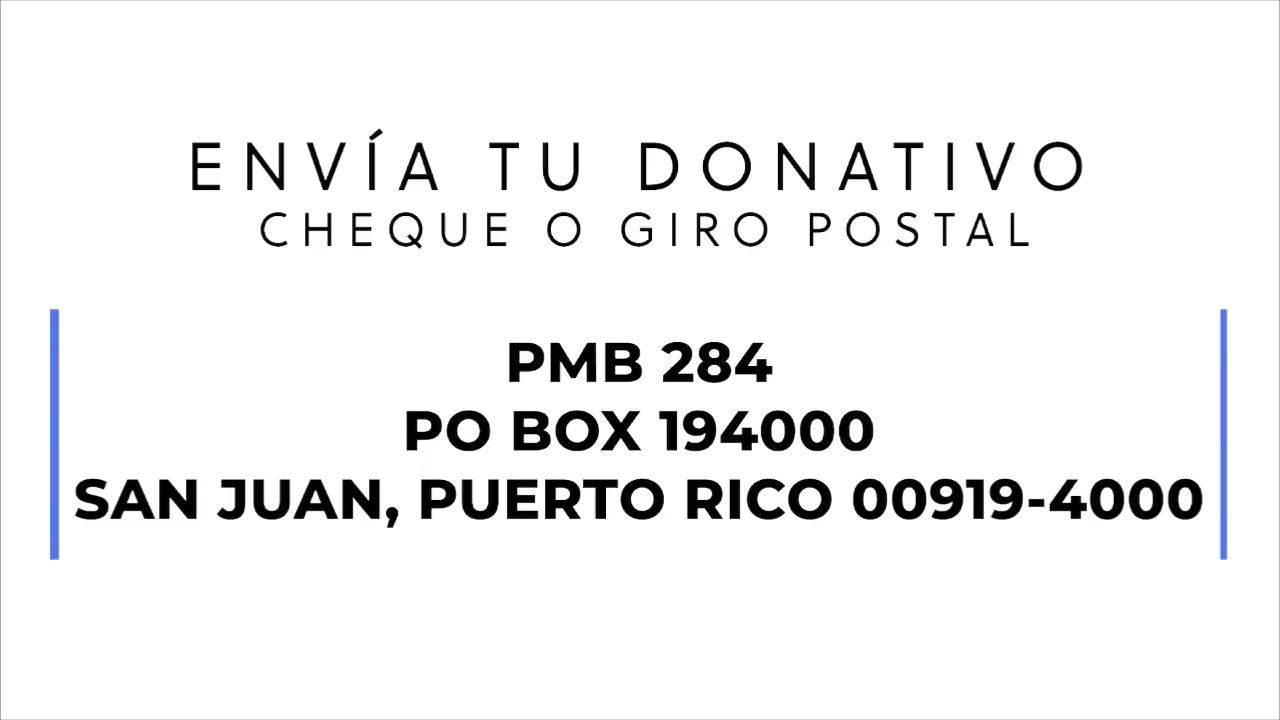 ENVÍA TU DONATIVO
CHEQUE O GIRO POSTAL
PMB 284
PO BOX 194000
SAN JUAN, PUERTO RICO 00919-4000